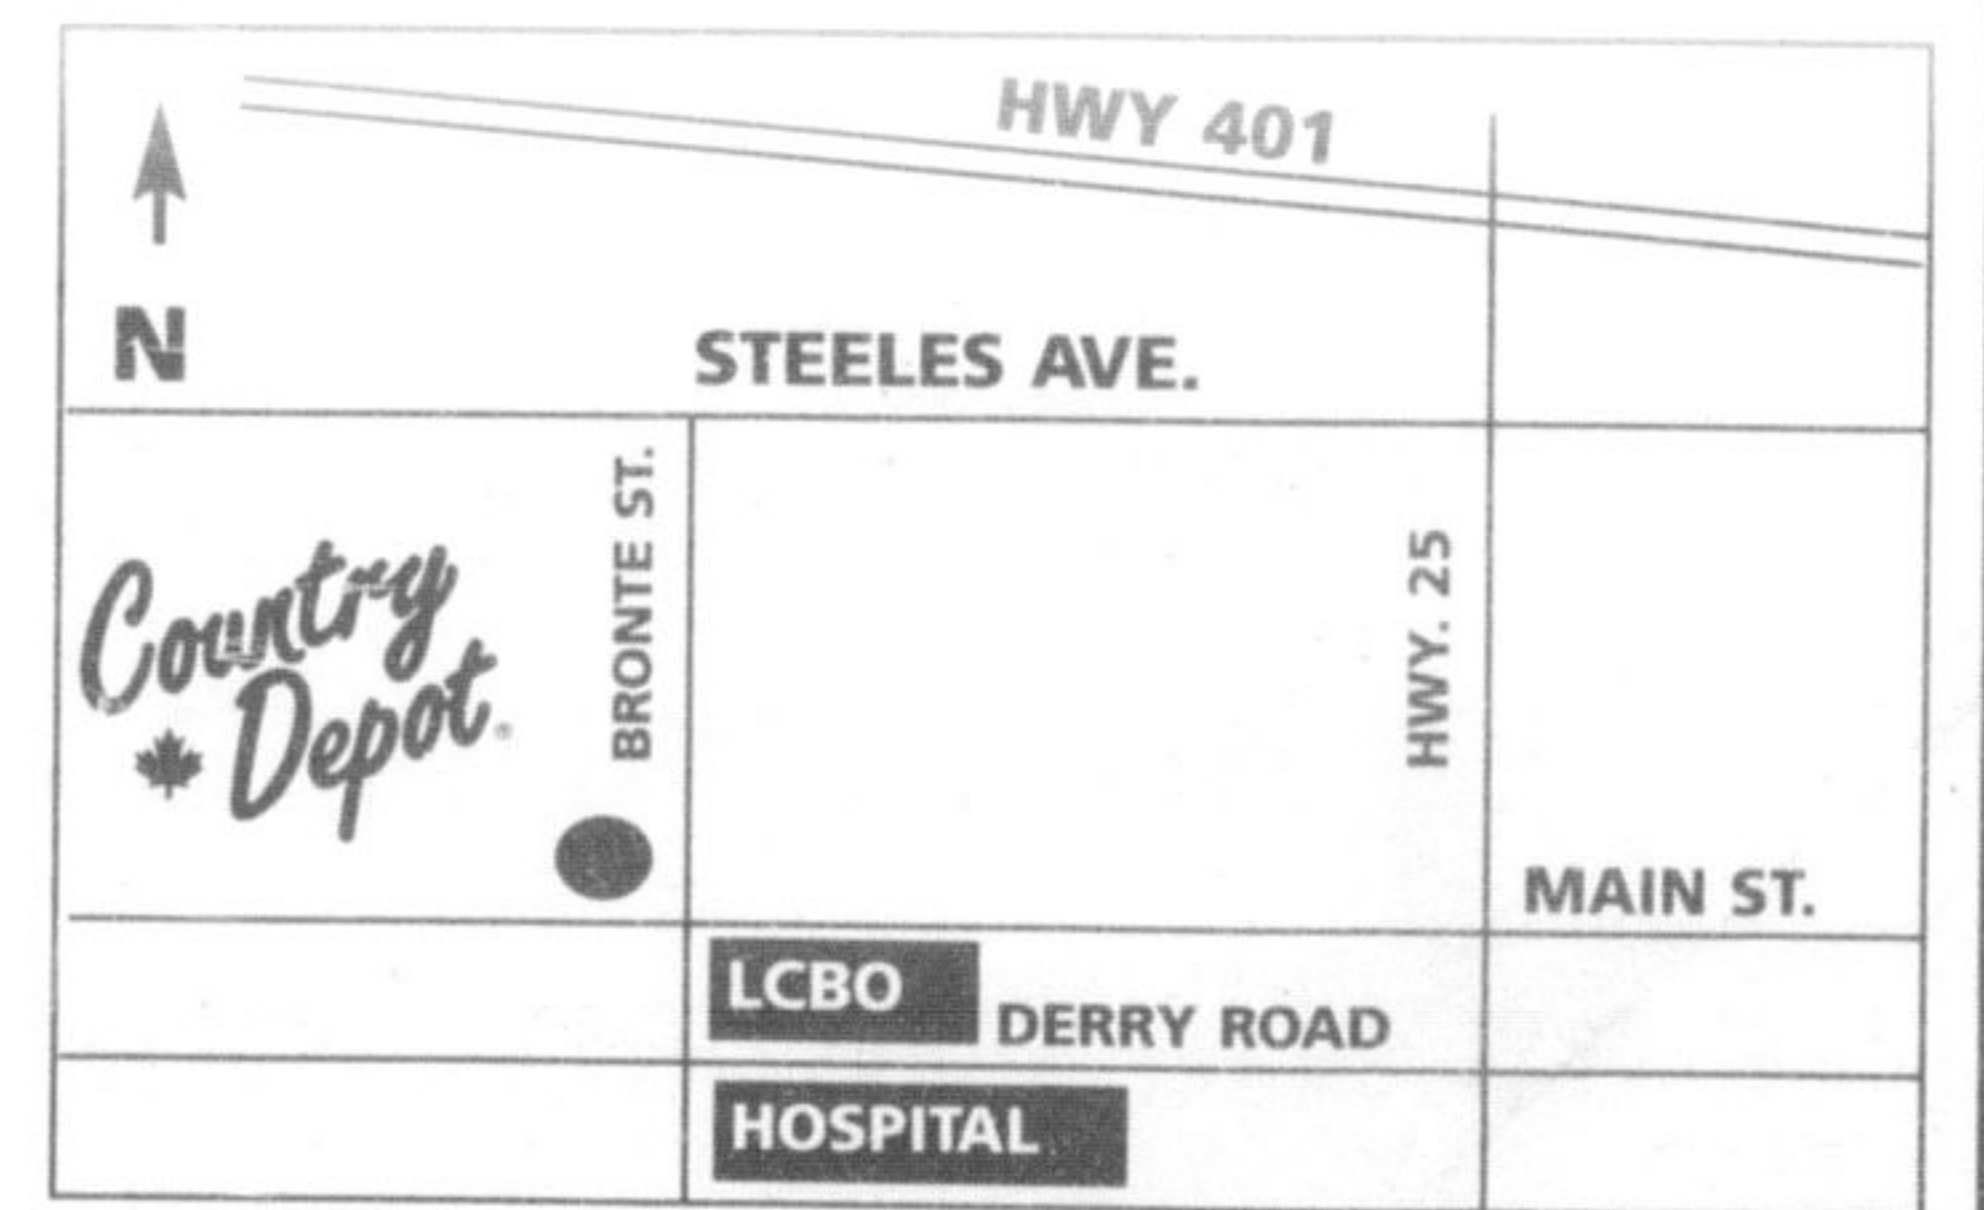 HWY 401
N
STEELES AVE.
BRONTE ST.
Country
Depot®
HWY. 25
MAIN ST.
LCBO
DERRY ROAD
HOSPITAL